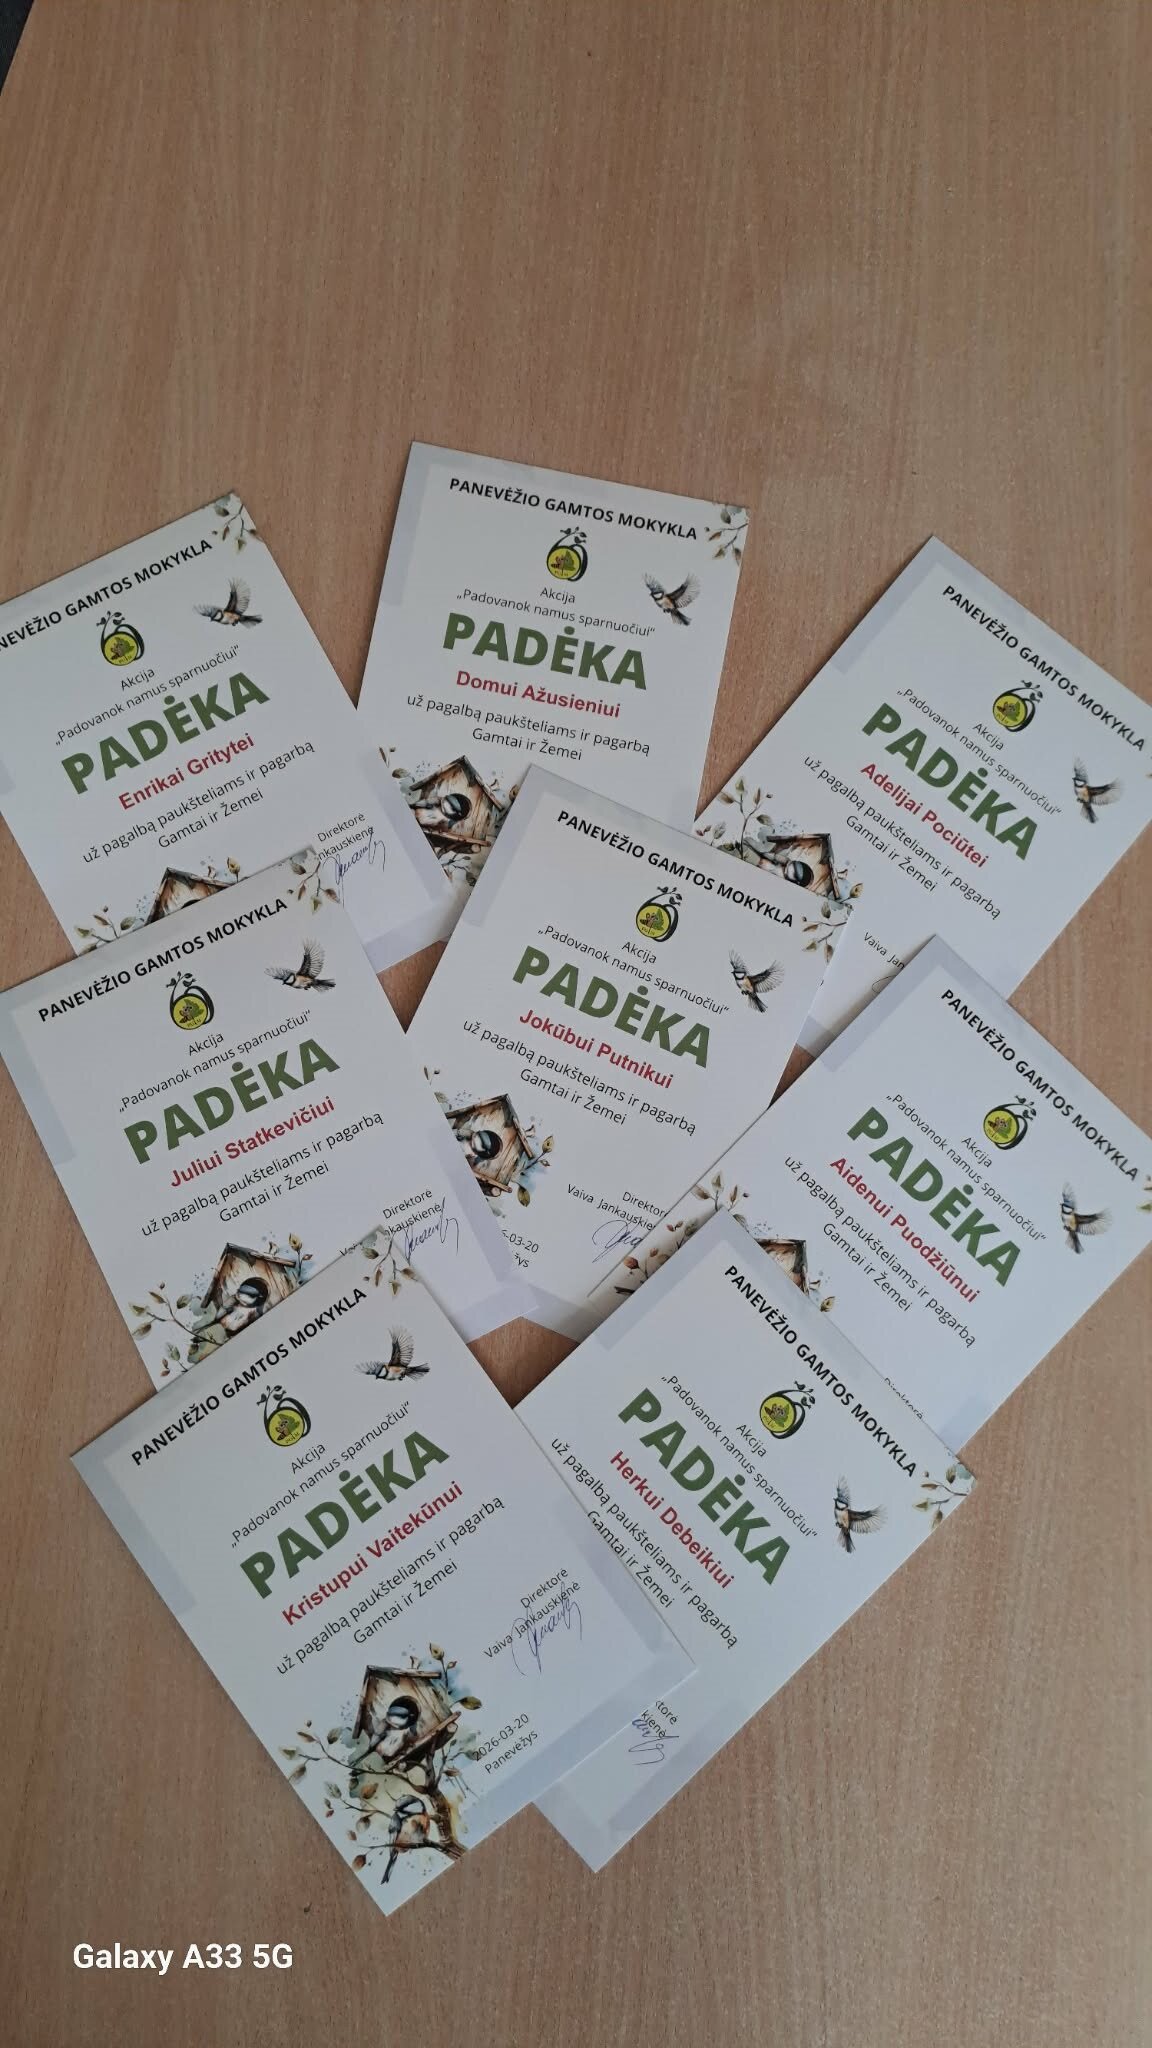 PANEVĖŽIO GAMTOS MOKYKLA
Akcija
„Padovanok namus sparnuočiui“
PADĖKA
Domui Ažusieniui
už pagalbą paukšteliams ir pagarbą
Gamtai ir Žemei
GAMTOS MOKYKLA
Akcija
„Padovanok namus sparnuočiui“
PADĖKA
Enrikai Gritytei
už pagalbą paukšteliams ir pagarbą
Gamtai ir Žemei
Direktorė
PANEVĖŽIO GAMTOS MOKYKLA
Akcija
„Padovanok namus sparnuočiui“
PADĖKA
Adelijai Pociūtei
už pagalbą paukšteliams ir pagarbą
Gamtai ir Žemei
Vaiva
PANEVĖŽIO GAMTOS MOKYKLA
Akcija
„Padovanok namus sparnuočiui“
PADĖKA
Jokūbui Putnikui
už pagalbą paukšteliams ir pagarbą
Gamtai ir Žemei
Vaiva
PANEVĖŽIO GAMTOS MOKYKLA
Akcija
„Padovanok namus sparnuočiui“
PADĖKA
Juliui Statkevičiui
už pagalbą paukšteliams ir pagarbą
Gamtai ir Žemei
Direktorė
PANEVĖŽIO GAMTOS MOKYKLA
Akcija
„Padovanok namus sparnuočiui“
PADĖKA
Aidenui Puodžiūnui
už pagalbą paukšteliams ir pagarbą
Gamtai ir Žemei
PANEVĖŽIO GAMTOS MOKYKLA
Akcija
„Padovanok namus sparnuočiui“
PADĖKA
Kristupui Vaitekūnui
už pagalbą paukšteliams ir pagarbą
Gamtai ir Žemei
Direktorė
Vaiva Jankauskienė
2026-03-20
Panevėžys
PANEVĖŽIO GAMTOS MOKYKLA
Akcija
„Padovanok namus sparnuočiui“
PADĖKA
Herkui Debeikiui
už pagalbą paukšteliams ir pagarbą
Gamtai ir Žemei
Galaxy A33 5G